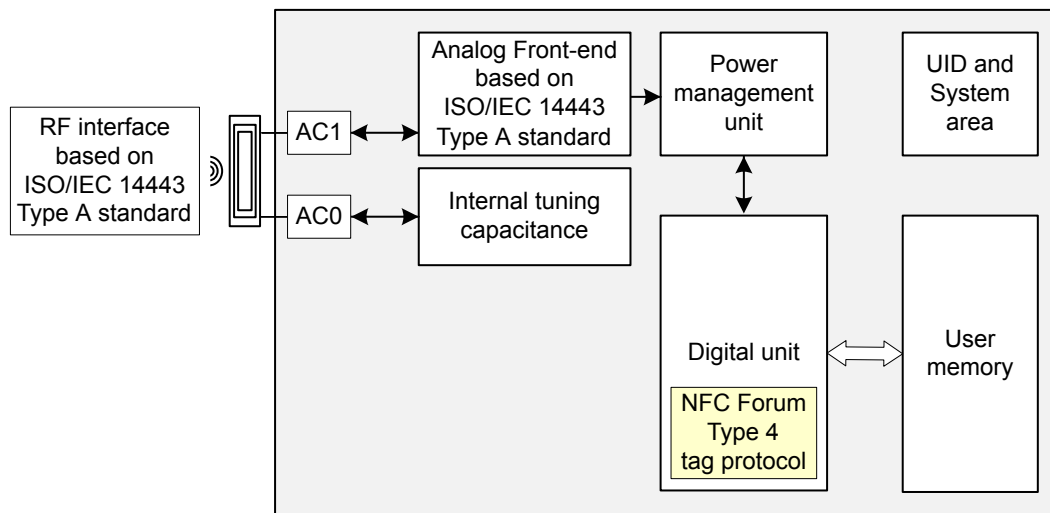 RF interface
based on
ISO/IEC 14443
Type A standard
AC1
AC0
Analog Front-end
based on
ISO/IEC 14443
Type A standard
Internal tuning
capacitance
Power
management
unit
Digital unit
NFC Forum
Type 4
tag protocol
UID and
System
area
User
memory